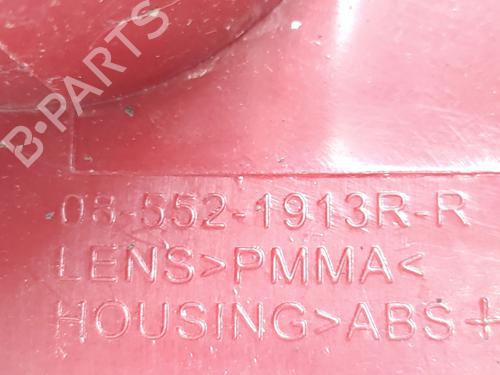 B-PARTS
08-552-1913R-R
LENS>PMMA<
HOUSING>ABS+